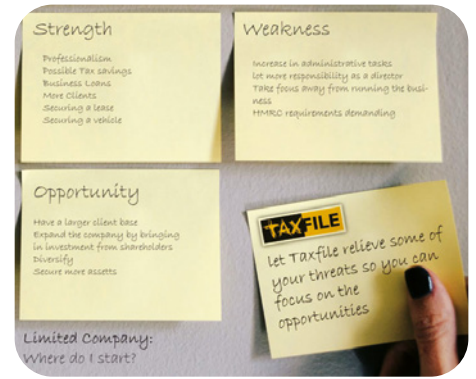 Strength
Professionalism
Possible Tax savings
Business Loans
More Clients
Securing a lease
Securing a vehicle
Weakness
Increase in administrative tasks
lot more responsibility as a director
Take focus away from running the busi-
ness
HMRC requirements demanding
Opportunity
Have a larger client base
Expand the company by bringing
in investment from shareholders
Diversify
Secure more assetts
TAXFILE
let Taxfile relieve some of
your threats so you can
focus on the
opportunities
Limited Company:
Where do I start?